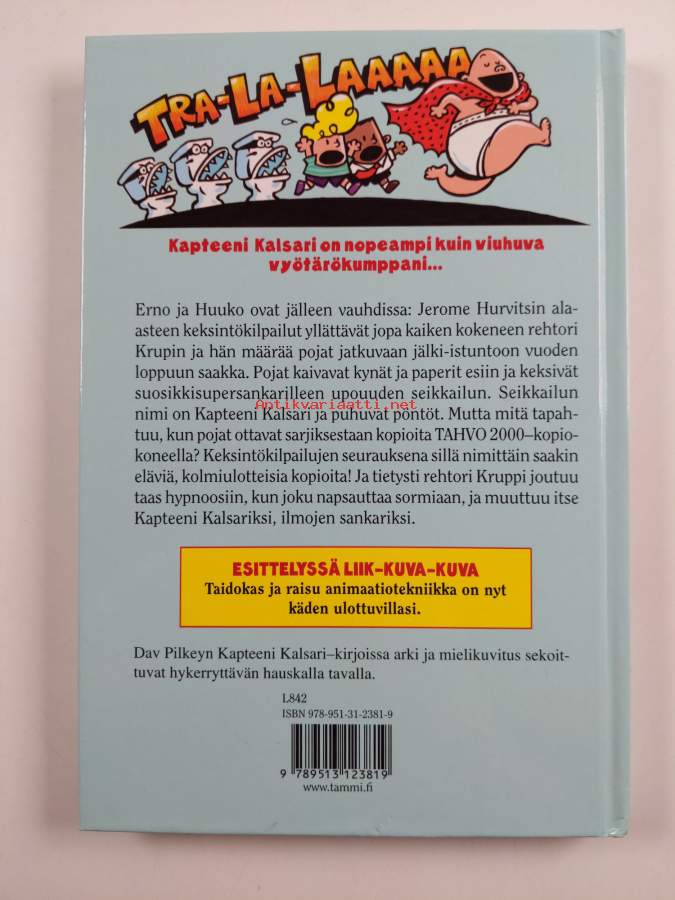 TRA-LA-LAAAAA
Kapteeni Kalsari on nopeampi kuin viuhuva
vyötärökumppani...
Erno ja Huuko ovat jälleen vauhdissa: Jerome Hurvitsin ala-
asteen keksintökilpailut yllättävät jopa kaiken kokeneen rehtori
Krupin ja hän määrää pojat jatkuvaan jälki-istuntoon vuoden
loppuun saakka. Pojat kaivavat kynät ja paperit esiin ja keksivät
suosikkisupersankarilleen upouuden seikkailun. Seikkailun
Antikvariaatti.net
nimi on Kapteeni Kalsari ja puhuvat pöntöt. Mutta mitä tapah-
tuu, kun pojat ottavat sarjiksestaan kopioita TAHVO 2000–kopio-
koneella? Keksintökilpailujen seurauksena sillä nimittäin saakin
eläviä, kolmiulotteisia kopioita! Ja tietysti rehtori Kruppi joutuu
taas hypnoosiin, kun joku napsauttaa sormiaan, ja muuttuu itse
Kapteeni Kalsariksi, ilmojen sankariksi.
ESITTELYSSÄ LIIK-KUVA-KUVA
Taidokas ja raisu animaatiotekniikka on nyt
käden ulottuvillasi.
Dav Pilkeyn Kapteeni Kalsari–kirjoissa arki ja mielikuvitus sekoit-
tuvat hykerryttävän hauskalla tavalla.
L842
ISBN 978-951-31-2381-9
9 789513 123819
www.tammi.fi